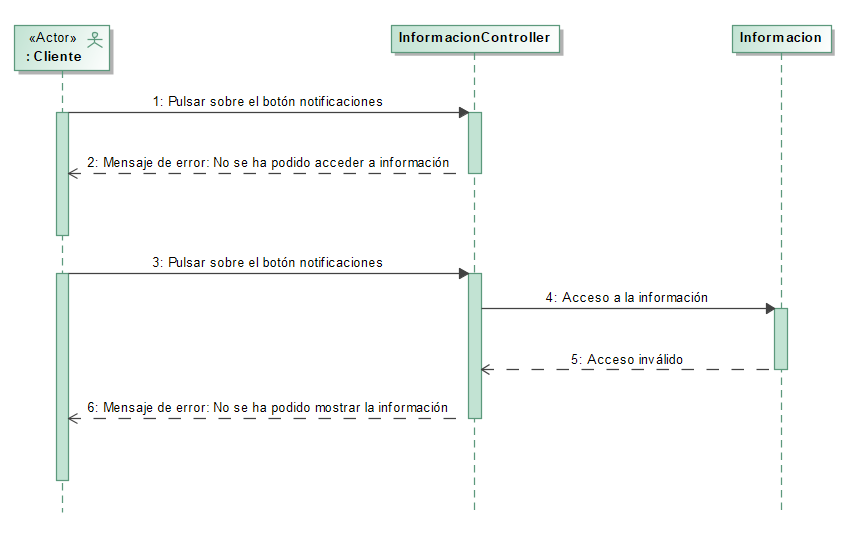 «Actor»
: Cliente
InformacionController
Informacion
1: Pulsar sobre el botón notificaciones
2: Mensaje de error: No se ha podido acceder a información
3: Pulsar sobre el botón notificaciones
4: Acceso a la información
5: Acceso inválido
6: Mensaje de error: No se ha podido mostrar la información